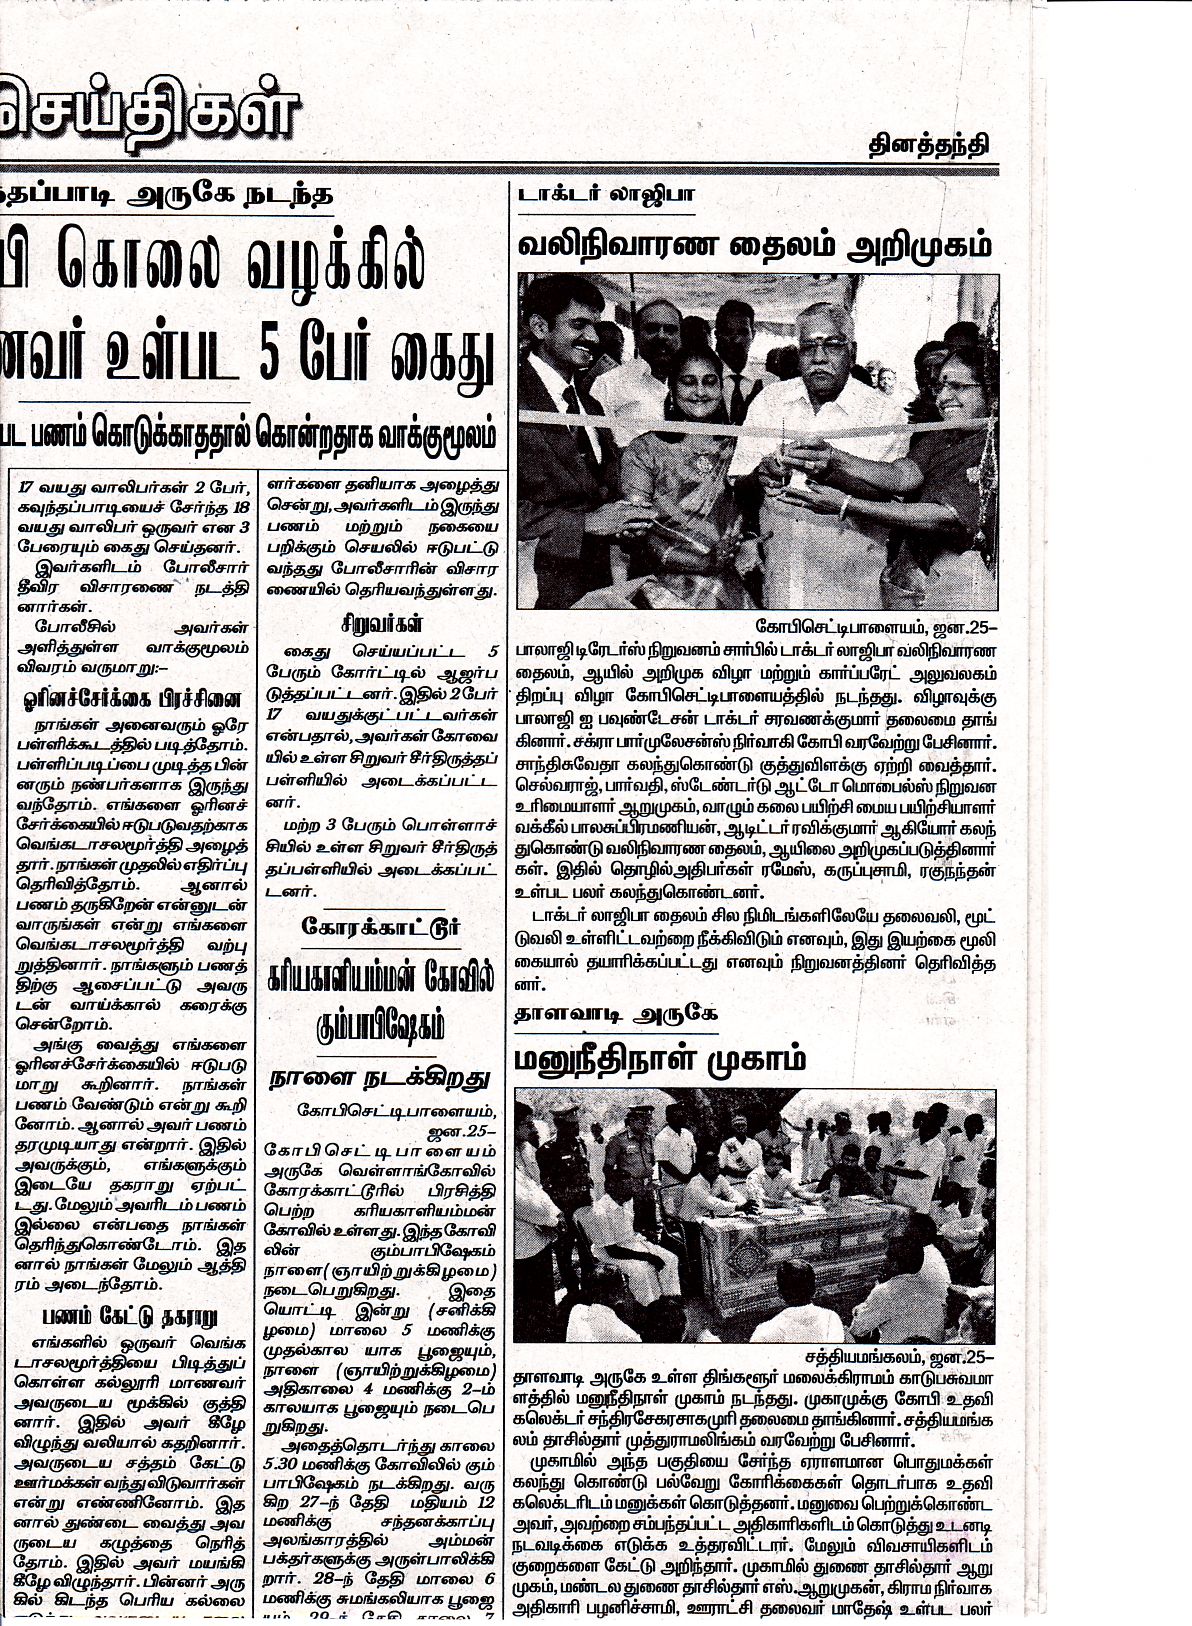 செய்திகள்
தினத்தந்தி
அருகே நடந்த
கொலை வழக்கில்
உள்பட 5 பேர் கைது
பணம் கொடுக்காததால் கொன்றதாக வாக்குமூலம்
17 வயது வாலிபர்கள் 2 பேர்,
கவுந்தப்பாடியைச் சேர்ந்த 18
வயது வாலிபர் ஒருவர் என 3
பேரையும் கைது செய்தனர்.
இவர்களிடம் போலீசார்
தீவிர விசாரணை நடத்தி
னார்கள்.
போலீசில் அவர்கள்
அளித்துள்ள வாக்குமூலம்
விவரம் வருமாறு:–
ஓரினச்சேர்க்கை பிரச்சினை
நாங்கள் அனைவரும் ஒரே
பள்ளிக்கூடத்தில் படித்தோம்.
பள்ளிப்படிப்பை முடித்த பின்
னரும் நண்பர்களாக இருந்து
வந்தோம். எங்களை ஓரினச்
சேர்க்கையில் ஈடுபடுவதற்காக
வெங்கடாசலமூர்த்தி அழைத்
தார். நாங்கள் முதலில் எதிர்ப்பு
தெரிவித்தோம். ஆனால்
பணம் தருகிறேன் என்னுடன்
வாருங்கள் என்று எங்களை
வெங்கடாசலமூர்த்தி வற்பு
றுத்தினார். நாங்களும் பணத்
திற்கு ஆசைப்பட்டு அவரு
டன் வாய்க்கால் கரைக்கு
சென்றோம்.
அங்கு வைத்து எங்களை
ஓரினச்சேர்க்கையில் ஈடுபடு
மாறு கூறினார். நாங்கள்
பணம் வேண்டும் என்று கூறி
னோம். ஆனால் அவர் பணம்
தரமுடியாது என்றார். இதில்
அவருக்கும், எங்களுக்கும்
இடையே தகராறு ஏற்பட்
டது. மேலும் அவரிடம் பணம்
இல்லை என்பதை நாங்கள்
தெரிந்துகொண்டோம். இத
னால் நாங்கள் மேலும் ஆத்தி
ரம் அடைந்தோம்.
பணம் கேட்டு தகராறு
எங்களில் ஒருவர் வெங்க
டாசலமூர்த்தியை பிடித்துப்
கொள்ள கல்லூரி மாணவர்
அவருடைய மூக்கில் குத்தி
னார். இதில் அவர் கீழே
விழுந்து வலியால் கதறினார்.
அவருடைய சத்தம் கேட்டு
ஊர்மக்கள் வந்துவிடுவார்கள்
என்று எண்ணினோம். இத
னால் துண்டை வைத்து அவ
ருடைய கழுத்தை நெரித்
தோம். இதில் அவர் மயங்கி
கீழே விழுந்தார். பின்னர் அரு
கில் கிடந்த பெரிய கல்லை
ளர்களை தனியாக அழைத்து
சென்று, அவர்களிடம் இருந்து
பணம் மற்றும் நகையை
பறிக்கும் செயலில் ஈடுபட்டு
வந்தது போலீசாரின் விசார
ணையில் தெரியவந்துள்ளது.
சிறுவர்கள்
கைது செய்யப்பட்ட 5
பேரும் கோர்ட்டில் ஆஜர்ப
டுத்தப்பட்டனர். இதில் 2 பேர்
17 வயதுக்குட்பட்டவர்கள்
என்பதால், அவர்கள் கோவை
யில் உள்ள சிறுவர் சீர்திருத்தப்
பள்ளியில் அடைக்கப்பட்ட
னர்.
மற்ற 3 பேரும் பொள்ளாச்
சியில் உள்ள சிறுவர் சீர்திருத்
தப்பள்ளியில் அடைக்கப்பட்
டனர்.
கோரக்காட்டூர்
கரியகாளியம்மன் கோவில்
கும்பாபிஷேகம்
நாளை நடக்கிறது
கோபிசெட்டிபாளையம்,
ஜன.25–
கோபிசெட்டிபாளையம்
அருகே வெள்ளாங்கோவில்
கோரக்காட்டூரில் பிரசித்தி
பெற்ற கரியகாளியம்மன்
கோவில் உள்ளது. இந்த கோவி
லின் கும்பாபிஷேகம்
நாளை(ஞாயிற்றுக்கிழமை)
நடைபெறுகிறது. இதை
யொட்டி இன்று (சனிக்கி
ழமை) மாலை 5 மணிக்கு
முதல்கால யாக பூஜையும்,
நாளை (ஞாயிற்றுக்கிழமை)
அதிகாலை 4 மணிக்கு 2–ம்
காலயாக பூஜையும் நடைபெ
றுகிறது.
அதைத்தொடர்ந்து காலை
5.30 மணிக்கு கோவிலில் கும்
பாபிஷேகம் நடக்கிறது. வரு
கிற 27–ந் தேதி மதியம் 12
மணிக்கு சந்தனக்காப்பு
அலங்காரத்தில் அம்மன்
பக்தர்களுக்கு அருள்பாலிக்கி
றார். 28–ந் தேதி மாலை 6
மணிக்கு சுமங்கலியாக பூஜை
யும், 29–ந் தேதி காலை 7
டாக்டர் லாஜிபா
வலிநிவாரண தைலம் அறிமுகம்
கோபிசெட்டிபாளையம், ஜன.25–
பாலாஜி டிரேடர்ஸ் நிறுவனம் சார்பில் டாக்டர் லாஜிபா வலிநிவாரண
தைலம், ஆயில் அறிமுக விழா மற்றும் கார்ப்பரேட் அலுவலகம்
திறப்பு விழா கோபிசெட்டிபாளையத்தில் நடந்தது. விழாவுக்கு
பாலாஜி ஐ பவுண்டேசன் டாக்டர் சரவணக்குமார் தலைமை தாங்
கினார். சக்ரா பார்முலேசன்ஸ் நிர்வாகி கோபி வரவேற்று பேசினார்.
சாந்திசுவேதா கலந்துகொண்டு குத்துவிளக்கு ஏற்றி வைத்தார்.
செல்வராஜ், பார்வதி, ஸ்டேண்டர்டு ஆட்டோ மொபைல்ஸ் நிறுவன
உரிமையாளர் ஆறுமுகம், வாழும் கலை பயிற்சி மைய பயிற்சியாளர்
வக்கீல் பாலசுப்பிரமணியன், ஆடிட்டர் ரவிக்குமார் ஆகியோர் கலந்
துகொண்டு வலிநிவாரண தைலம், ஆயிலை அறிமுகப்படுத்தினார்
கள். இதில் தொழில்அதிபர்கள் ரமேஸ், கருப்புசாமி, ரகுநந்தன்
உள்பட பலர் கலந்துகொண்டனர்.
டாக்டர் லாஜிபா தைலம் சில நிமிடங்களிலேயே தலைவலி, மூட்
டுவலி உள்ளிட்டவற்றை நீக்கிவிடும் எனவும், இது இயற்கை மூலி
கையால் தயாரிக்கப்பட்டது எனவும் நிறுவனத்தினர் தெரிவித்த
னர்.
தாளவாடி அருகே
மனுநீதிநாள் முகாம்
சத்தியமங்கலம், ஜன.25–
தாளவாடி அருகே உள்ள திங்களூர் மலைக்கிராமம் காடுபசுவமா
ளத்தில் மனுநீதிநாள் முகாம் நடந்தது. முகாமுக்கு கோபி உதவி
கலெக்டர் சந்திரசேகரசாகமுரி தலைமை தாங்கினார். சத்தியமங்க
லம் தாசில்தார் முத்துராமலிங்கம் வரவேற்று பேசினார்.
முகாமில் அந்த பகுதியை சேர்ந்த ஏராளமான பொதுமக்கள்
கலந்து கொண்டு பல்வேறு கோரிக்கைகள் தொடர்பாக உதவி
கலெக்டரிடம் மனுக்கள் கொடுத்தனர். மனுவை பெற்றுக்கொண்ட
அவர், அவற்றை சம்பந்தப்பட்ட அதிகாரிகளிடம் கொடுத்து உடனடி
நடவடிக்கை எடுக்க உத்தரவிட்டார். மேலும் விவசாயிகளிடம்
குறைகளை கேட்டு அறிந்தார். முகாமில் துணை தாசில்தார் ஆறு
முகம், மண்டல துணை தாசில்தார் எஸ்.ஆறுமுகன், கிராம நிர்வாக
அதிகாரி பழனிச்சாமி, ஊராட்சி தலைவர் மாதேஷ் உள்பட பலர்